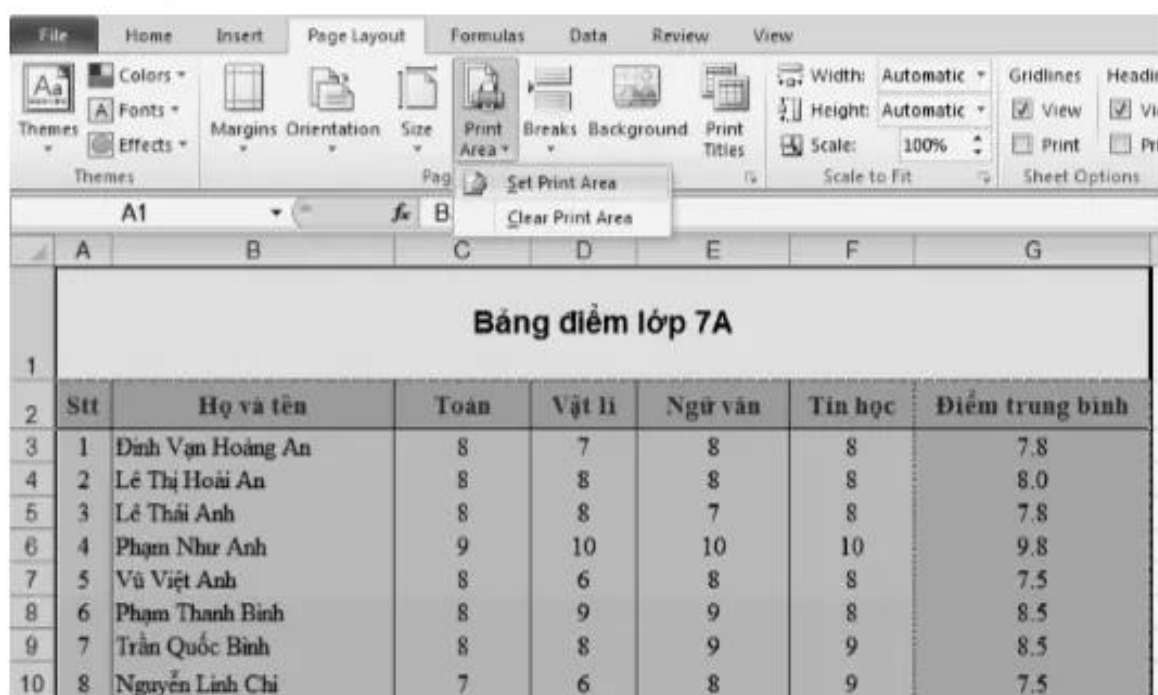 File Home Insert Page Layout Formulas Data Review View
Colors Width: Automatic Gridlines
Aa Fonts Height: Automatic View
Themes Effects Margins Orientation Size Print Area Breaks Background Print Titles Scale: 100% Print
Themes Scale to Fit Sheet Options
Set Print Area
Clear Print Area
A1 fx B
A B C D E F G
1 Bảng điểm lớp 7A
2 Stt Họ và tên Toán Vật lí Ngữ văn Tin học Điểm trung bình
3 1 Đinh Vạn Hoàng An 8 7 8 8 7.8
4 2 Lê Thị Hoài An 8 8 8 8 8.0
5 3 Lê Thái Anh 8 8 7 8 7.8
6 4 Phạm Như Anh 9 10 10 10 9.8
7 5 Vũ Việt Anh 8 6 8 8 7.5
8 6 Phạm Thanh Bình 8 9 9 8 8.5
9 7 Trần Quốc Bình 8 8 9 9 8.5
10 8 Nguyễn Linh Chi 7 6 8 9 7.5